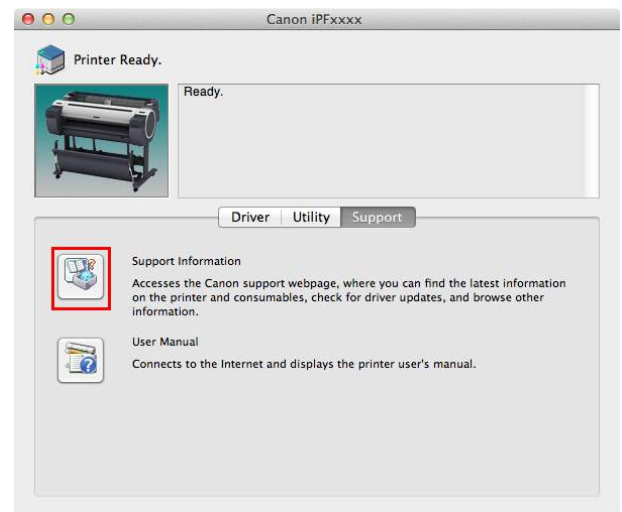 Canon iPFxxxx
Printer Ready.
Ready.
Driver Utility Support
Support Information
Accesses the Canon support webpage, where you can find the latest information
on the printer and consumables, check for driver updates, and browse other
information.
User Manual
Connects to the Internet and displays the printer user's manual.